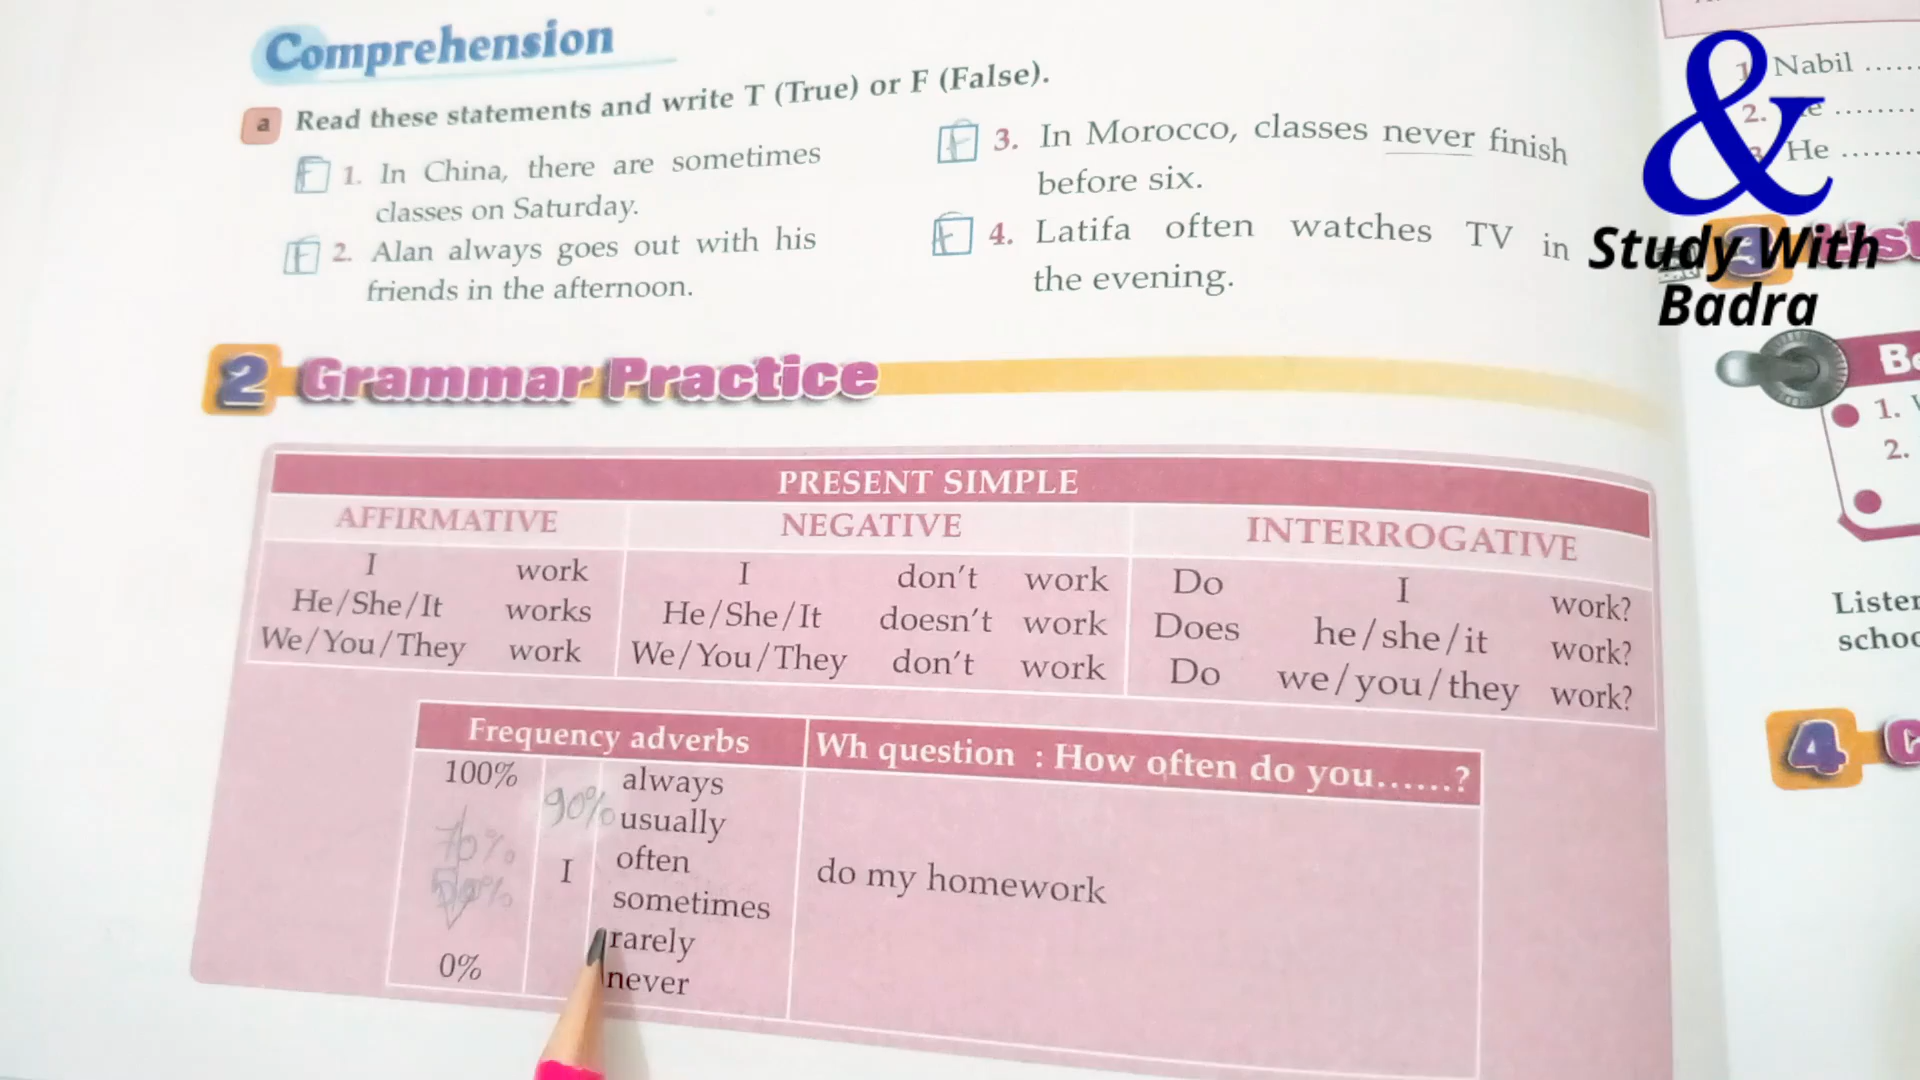 Comprehension
a Read these statements and write T (True) or F (False).
F 1. In China, there are sometimes
classes on Saturday.
F 2. Alan always goes out with his
friends in the afternoon.
F 3. In Morocco, classes never finish
before six.
F 4. Latifa often watches TV in
the evening.
2 Grammar Practice
PRESENT SIMPLE
AFFIRMATIVE NEGATIVE INTERROGATIVE
I work I don't work Do I work?
He/She/It works He/She/It doesn't work Does he/she/it work?
We/You/They work We/You/They don't work Do we/you/they work?
Frequency adverbs Wh question : How often do you......?
100% always
90% usually
70% often
I do my homework
50% sometimes
rarely
0% never
1. Nabil ......
2. ........
3. He ........
&
Study With
Badra
3
1.
2.
4